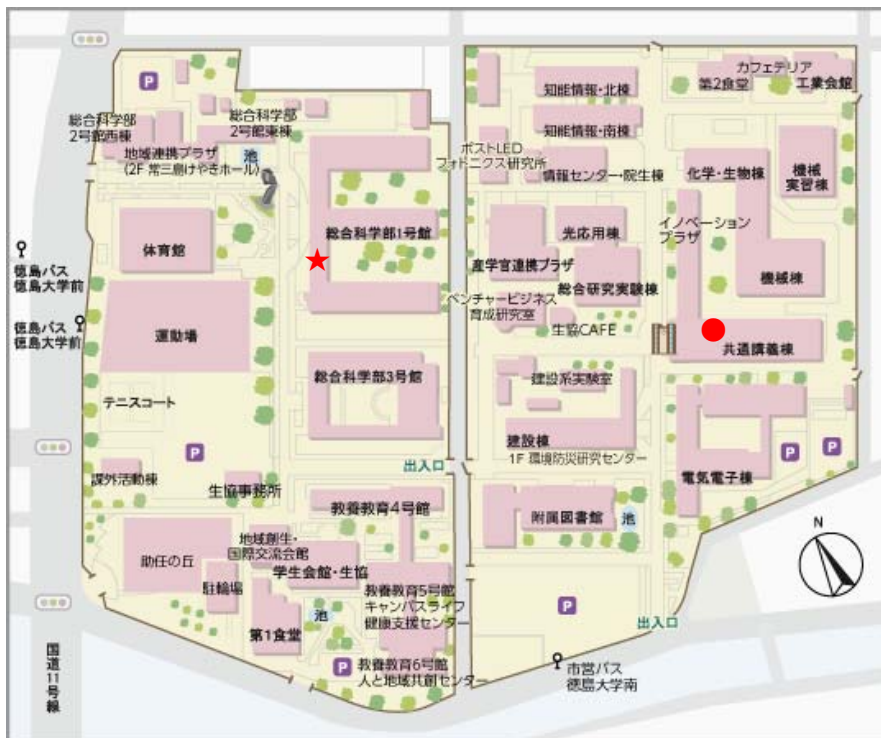 P
総合科学部
2号館西棟
総合科学部
2号館東棟
地域連携プラザ
(2F 常三島けやきホール)
池
体育館
総合科学部1号館
徳島バス
徳島大学前
徳島バス
徳島大学前
運動場
総合科学部3号館
テニスコート
P
課外活動棟
生協事務所
出入口
教養教育4号館
助任の丘
地域創生・
国際交流会館
学生会館・生協
駐輪場
第1食堂
池
教養教育5号館
キャンパスライフ
健康支援センター
P
教養教育6号館
人と地域共創センター
国道11号線
知能情報・北棟
知能情報・南棟
カフェテリア
第2食堂
工業会館
ポストLED
フォトニクス研究所
情報センター・院生棟
化学・生物棟
機械
実習棟
光応用棟
イノベーション
プラザ
産学官連携プラザ
総合研究実験棟
機械棟
ベンチャービジネス
育成研究室
生協CAFE
共通講義棟
建設系実験室
建設棟
1F 環境防災研究センター
P
P
電気電子棟
附属図書館
池
N
P
出入口
市営バス
徳島大学南